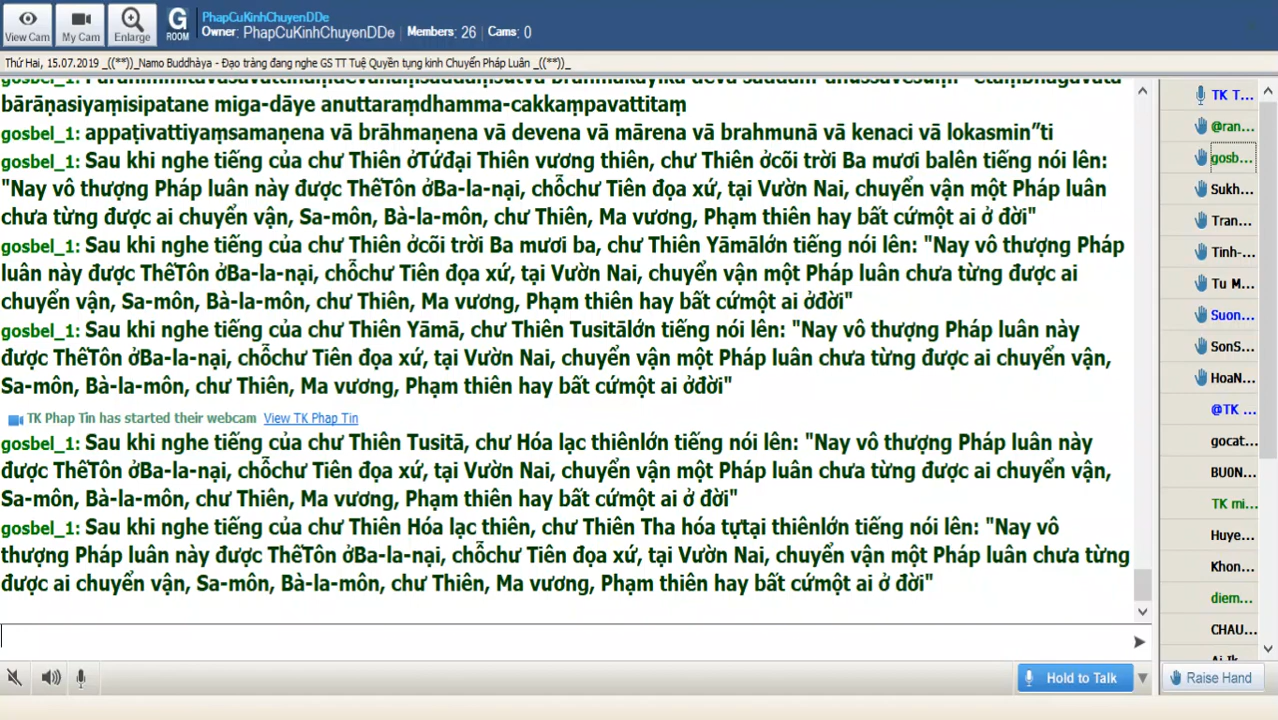 View Cam
My Cam
Enlarge
G
ROOM
PhapCuKinhChuyenDDe
Owner: PhapCuKinhChuyenDDe Members: 26 Cams: 0
Thứ Hai, 15.07.2019 _((**))_Namo Buddhàya - Đạo tràng đang nghe GS TT Tuệ Quyền tụng kinh Chuyển Pháp Luân _((**))_
bārāṇasiyaṃisipatane miga-dāye anuttaraṃdhamma-cakkaṃpavattitaṃ
gosbel_1: appaṭivattiyaṃsamaṇena vā brāhmaṇena vā devena vā mārena vā brahmunā vā kenaci vā lokasmin”ti
gosbel_1: Sau khi nghe tiếng của chư Thiên ởTứđại Thiên vương thiên, chư Thiên ởcõi trời Ba mươi balên tiếng nói lên:
"Nay vô thượng Pháp luân này được ThếTôn ởBa-la-nại, chỗchư Tiên đọa xứ, tại Vườn Nai, chuyển vận một Pháp luân
chưa từng được ai chuyển vận, Sa-môn, Bà-la-môn, chư Thiên, Ma vương, Phạm thiên hay bất cứmột ai ở đời"
gosbel_1: Sau khi nghe tiếng của chư Thiên ởcõi trời Ba mươi ba, chư Thiên Yāmālớn tiếng nói lên: "Nay vô thượng Pháp
luân này được ThếTôn ởBa-la-nại, chỗchư Tiên đọa xứ, tại Vườn Nai, chuyển vận một Pháp luân chưa từng được ai
chuyển vận, Sa-môn, Bà-la-môn, chư Thiên, Ma vương, Phạm thiên hay bất cứmột ai ởđời"
gosbel_1: Sau khi nghe tiếng của chư Thiên Yāmā, chư Thiên Tusitālớn tiếng nói lên: "Nay vô thượng Pháp luân này
được ThếTôn ởBa-la-nại, chỗchư Tiên đọa xứ, tại Vườn Nai, chuyển vận một Pháp luân chưa từng được ai chuyển vận,
Sa-môn, Bà-la-môn, chư Thiên, Ma vương, Phạm thiên hay bất cứmột ai ởđời"
TK Phap Tin has started their webcam View TK Phap Tin
gosbel_1: Sau khi nghe tiếng của chư Thiên Tusitā, chư Hóa lạc thiênlớn tiếng nói lên: "Nay vô thượng Pháp luân này
được ThếTôn ởBa-la-nại, chỗchư Tiên đọa xứ, tại Vườn Nai, chuyển vận một Pháp luân chưa từng được ai chuyển vận,
Sa-môn, Bà-la-môn, chư Thiên, Ma vương, Phạm thiên hay bất cứmột ai ở đời"
gosbel_1: Sau khi nghe tiếng của chư Thiên Hóa lạc thiên, chư Thiên Tha hóa tựtại thiênlớn tiếng nói lên: "Nay vô
thượng Pháp luân này được ThếTôn ởBa-la-nại, chỗchư Tiên đọa xứ, tại Vườn Nai, chuyển vận một Pháp luân chưa từng
được ai chuyển vận, Sa-môn, Bà-la-môn, chư Thiên, Ma vương, Phạm thiên hay bất cứmột ai ở đời"
TK T...
@ran...
gosb...
Sukh...
Tran...
Tinh-...
Tu M...
Suon...
SonS...
HoaN...
@TK ...
gocat...
BU0N...
TK mi...
Huye...
Khon...
diem...
CHAU...
Hold to Talk
Raise Hand